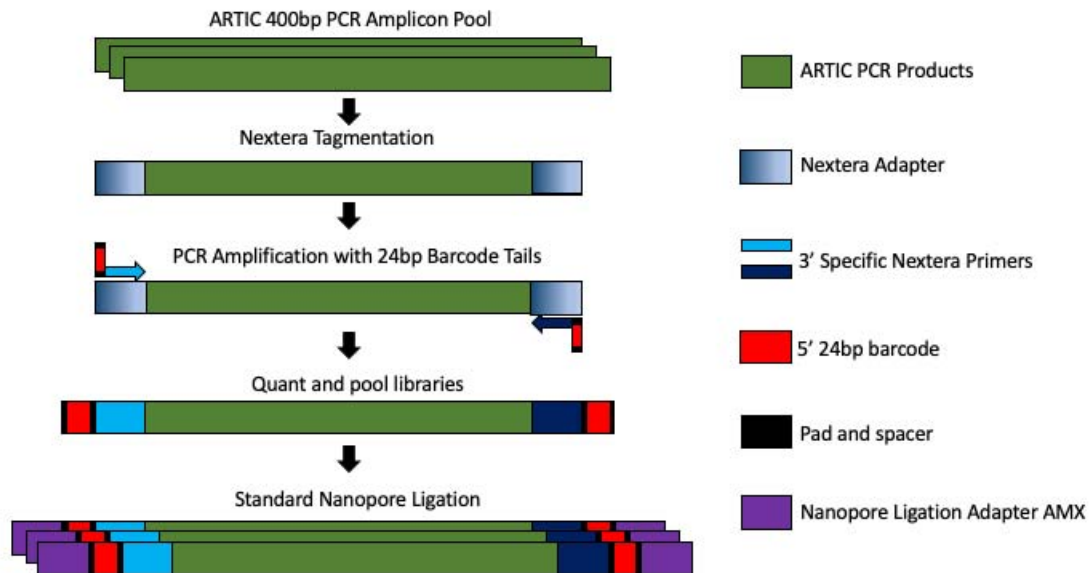 ARTIC 400bp PCR Amplicon Pool
Nextera Tagmentation
PCR Amplification with 24bp Barcode Tails
Quant and pool libraries
Standard Nanopore Ligation
ARTIC PCR Products
Nextera Adapter
3' Specific Nextera Primers
5' 24bp barcode
Pad and spacer
Nanopore Ligation Adapter AMX